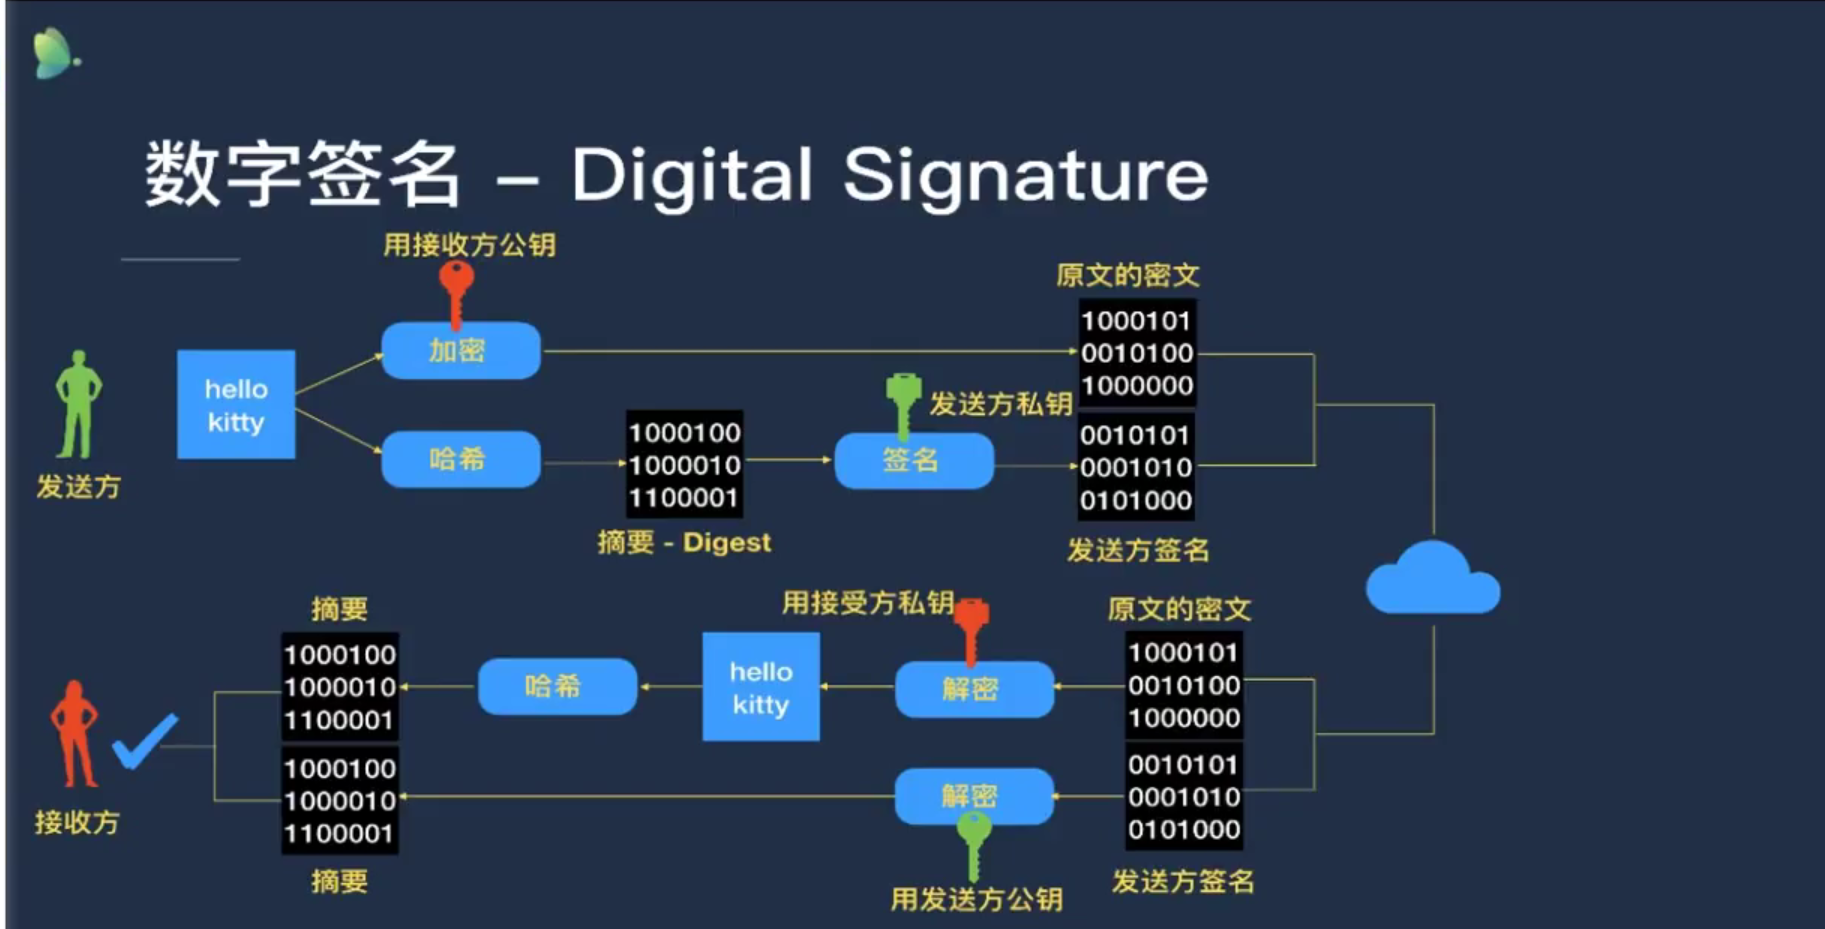 数字签名 – Digital Signature
用接收方公钥
原文的密文
加密
1000101
0010100
1000000
hello
kitty
发送方私钥
哈希
1000100
1000010
1100001
签名
0010101
0001010
0101000
发送方
摘要 - Digest
发送方签名
摘要
用接受方私钥
原文的密文
1000100
1000010
1100001
哈希
hello
kitty
解密
1000101
0010100
1000000
1000100
1000010
1100001
解密
0010101
0001010
0101000
接收方
摘要
用发送方公钥
发送方签名